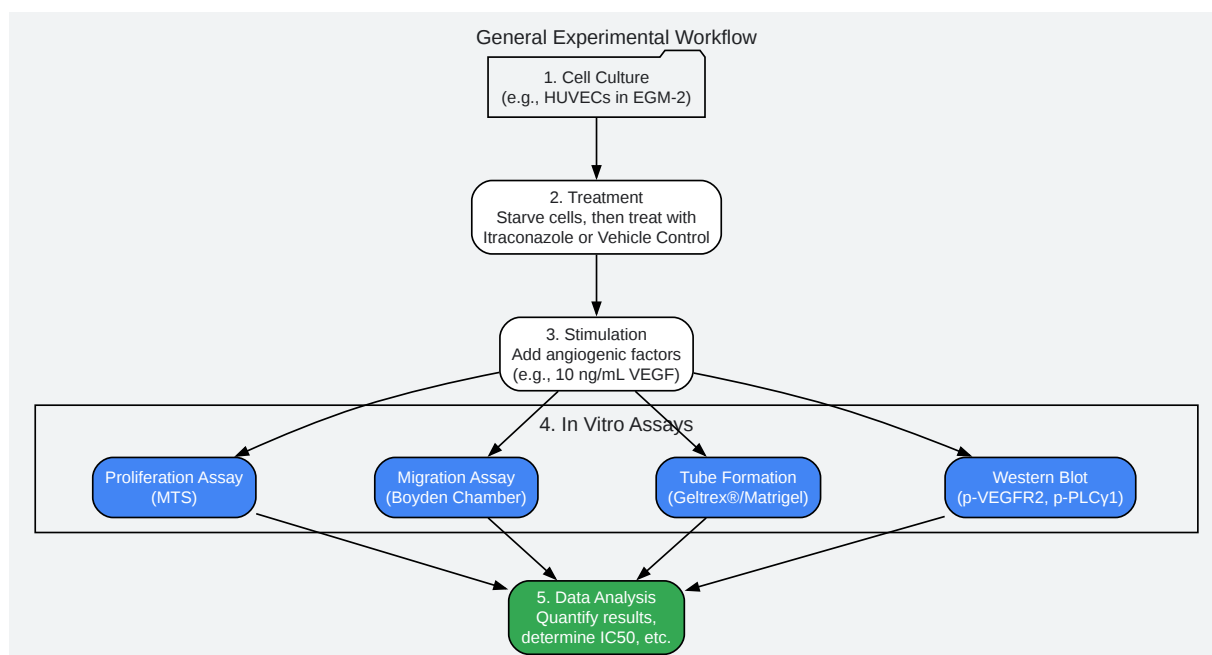 General Experimental Workflow
1. Cell Culture
(e.g., HUVECs in EGM-2)
2. Treatment
Starve cells, then treat with
Itraconazole or Vehicle Control
3. Stimulation
Add angiogenic factors
(e.g., 10 ng/mL VEGF)
4. In Vitro Assays
Proliferation Assay
(MTS)
Migration Assay
(Boyden Chamber)
Tube Formation
(Geltrex®/Matrigel)
Western Blot
(p-VEGFR2, p-PLCγ1)
5. Data Analysis
Quantify results,
determine IC50, etc.